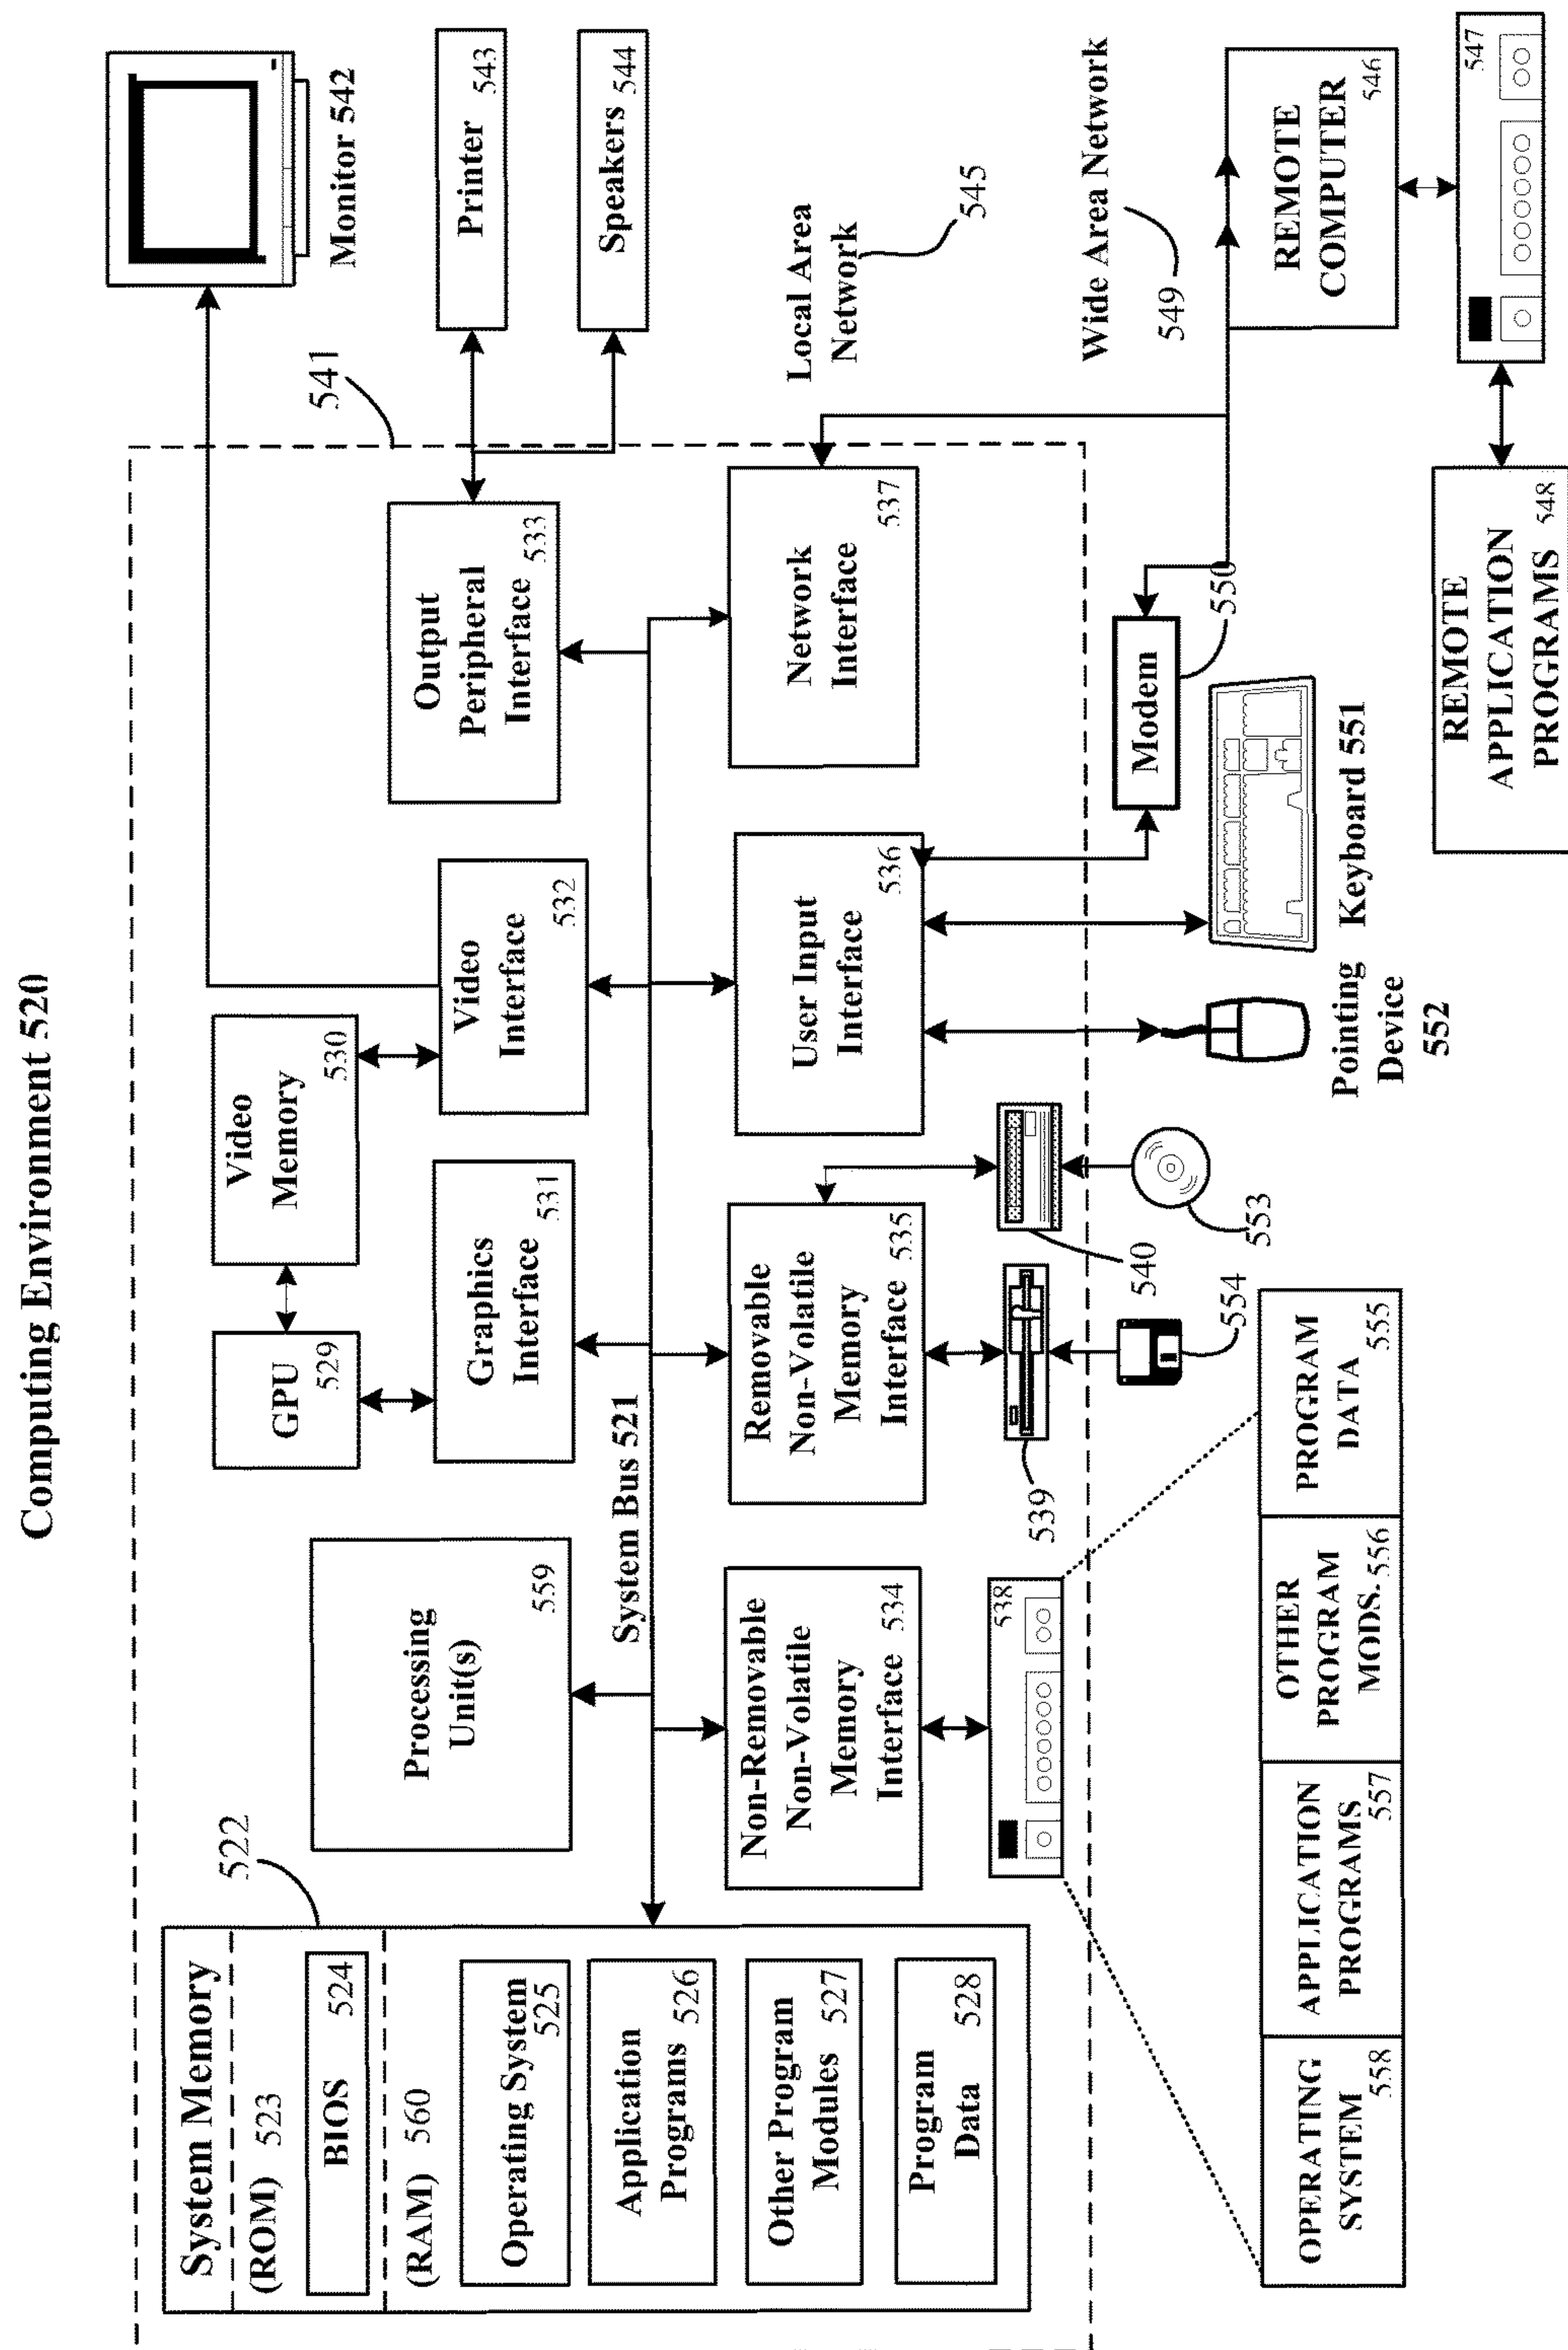 Computing Environment 520
System Memory
522
(ROM) 523
BIOS 524
(RAM) 560
Operating System
525
Application
Programs 526
Other Program
Modules 527
Program
Data 528
Processing
Unit(s)
559
System Bus 521
GPU
529
Video
Memory
530
Graphics
Interface 531
Video
Interface 532
Output
Peripheral
Interface 533
541
Monitor 542
Printer 543
Speakers 544
Non-Removable
Non-Volatile
Memory
Interface 534
Removable
Non-Volatile
Memory
Interface 535
User Input
Interface
536
Network
Interface
537
Local Area
Network
545
Wide Area Network
549
538
539
540
554
553
Modem
550
Pointing
Device
552
Keyboard 551
REMOTE
COMPUTER
546
547
REMOTE
APPLICATION
PROGRAMS 548
OPERATING
SYSTEM
558
APPLICATION
PROGRAMS
557
OTHER
PROGRAM
MODS. 556
PROGRAM
DATA
555